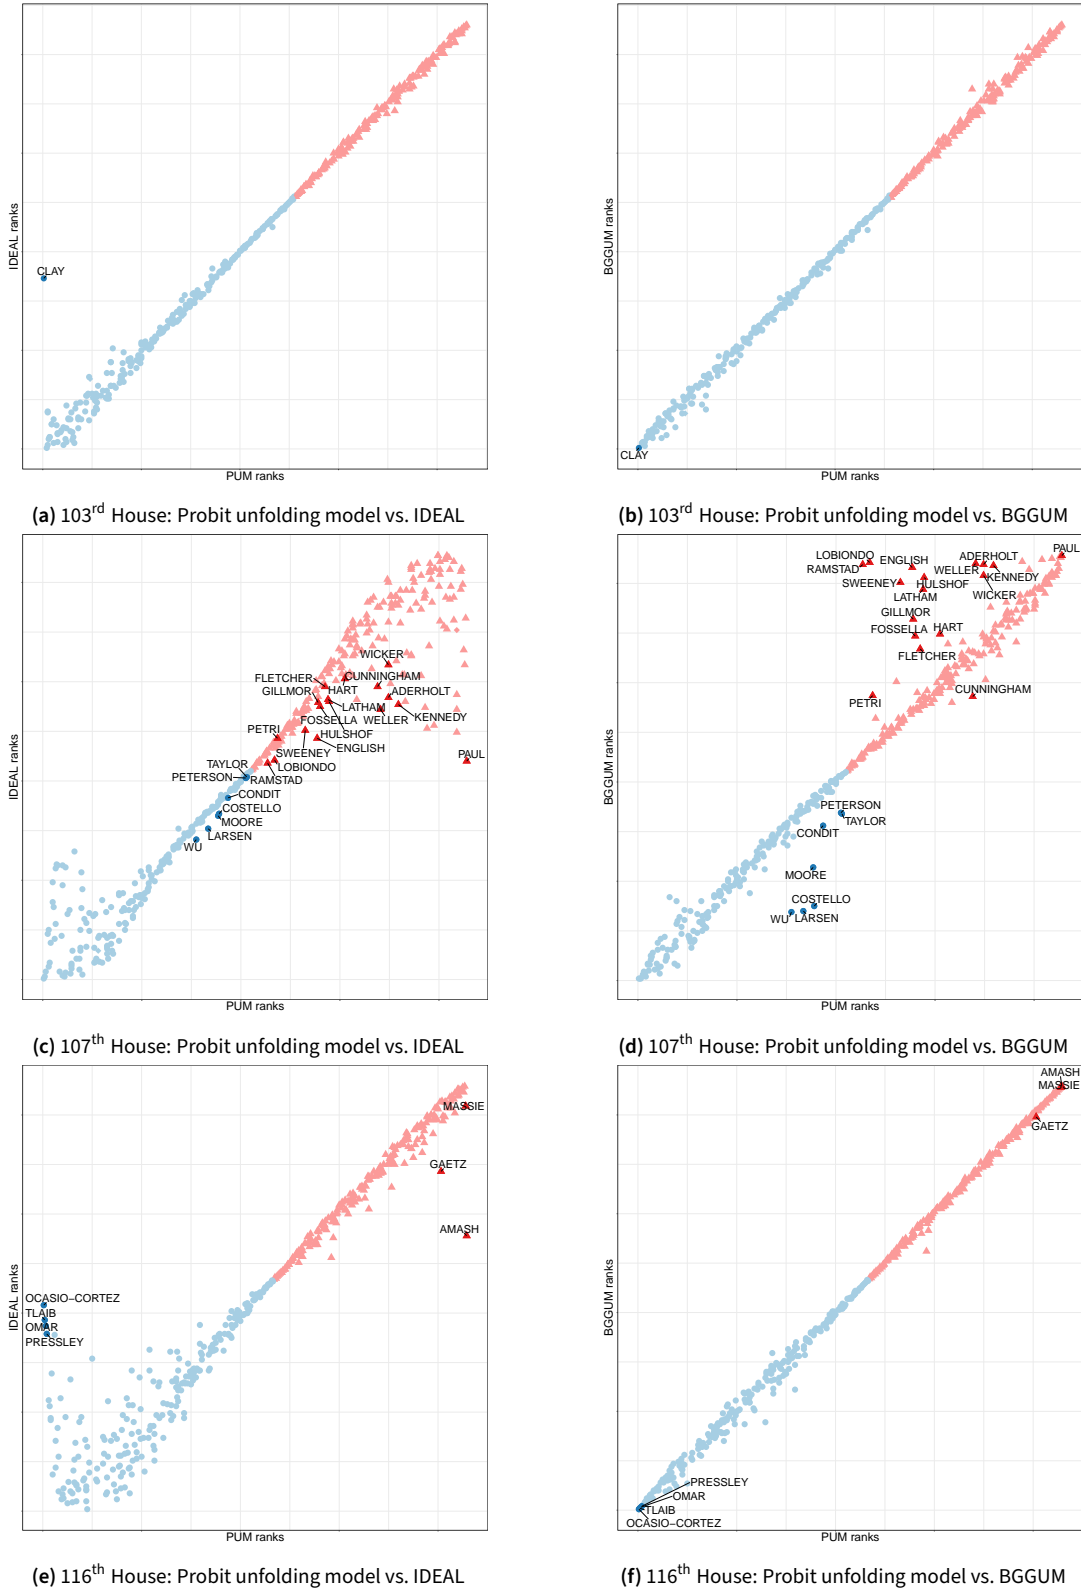 IDEAL ranks
CLAY
PUM ranks
(a) 103rd House: Probit unfolding model vs. IDEAL
BGGUM ranks
CLAY
PUM ranks
(b) 103rd House: Probit unfolding model vs. BGGUM
IDEAL ranks
WICKER
FLETCHER
CUNNINGHAM
GILLMOR
HART
ADERHOLT
LATHAM
KENNEDY
FOSSELLA
WELLER
PETRI
HULSHOF
ENGLISH
SWEENEY
PAUL
TAYLOR
LOBIONDO
PETERSON
RAMSTAD
CONDIT
COSTELLO
MOORE
LARSEN
WU
PUM ranks
(c) 107th House: Probit unfolding model vs. IDEAL
BGGUM ranks
PAUL
LOBIONDO
ENGLISH
ADERHOLT
RAMSTAD
WELLER
KENNEDY
SWEENEY
HULSHOF
LATHAM
WICKER
GILLMOR
FOSSELLA
HART
FLETCHER
PETRI
CUNNINGHAM
PETERSON
TAYLOR
CONDIT
MOORE
COSTELLO
WU
LARSEN
PUM ranks
(d) 107th House: Probit unfolding model vs. BGGUM
IDEAL ranks
MASSIE
GAETZ
AMASH
OCASIO−CORTEZ
TLAIB
OMAR
PRESSLEY
PUM ranks
(e) 116th House: Probit unfolding model vs. IDEAL
BGGUM ranks
AMASH
MASSIE
GAETZ
PRESSLEY
OMAR
TLAIB
OCASIO−CORTEZ
PUM ranks
(f) 116th House: Probit unfolding model vs. BGGUM